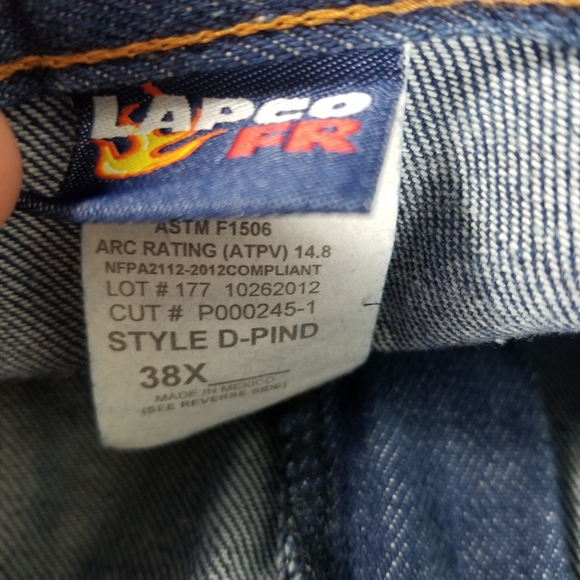 LAPCO
FR
ASTM F1506
ARC RATING (ATPV) 14.8
NFPA2112-2012COMPLIANT
LOT # 177 10262012
CUT # P000245-1
STYLE D-PIND
38X
MADE IN MEXICO
(SEE REVERSE SIDE)